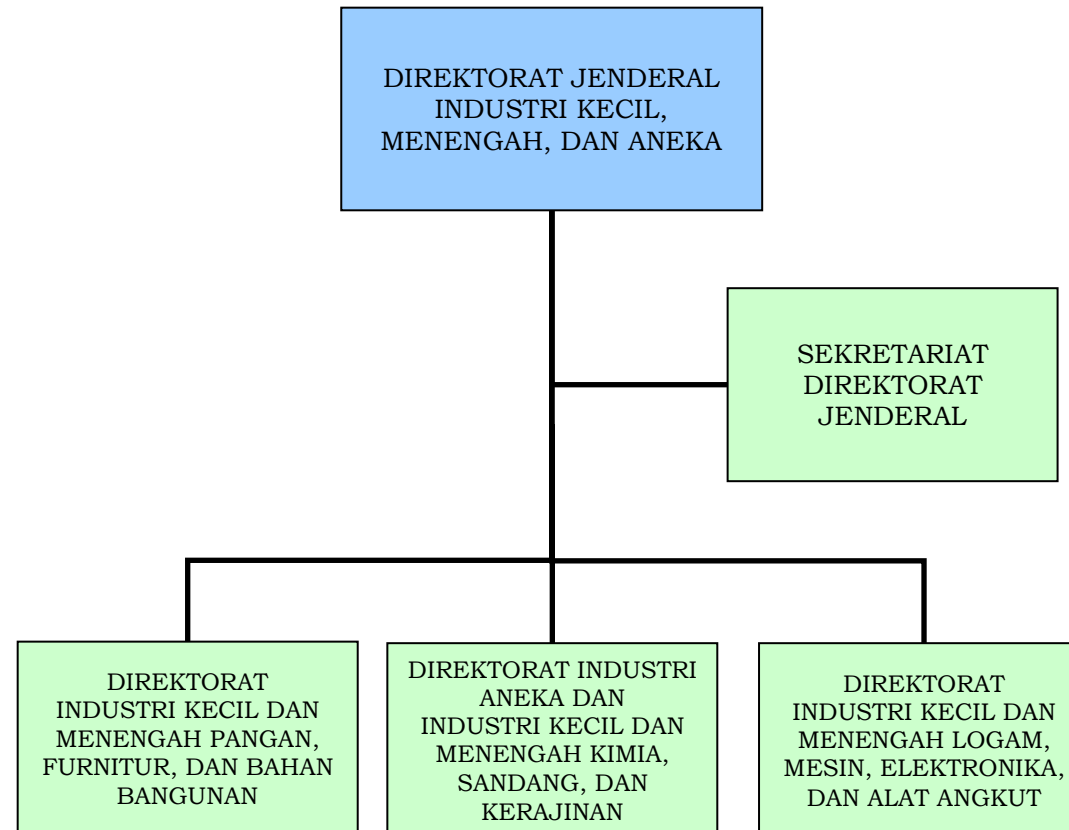 DIREKTORAT JENDERAL
INDUSTRI KECIL,
MENENGAH, DAN ANEKA
SEKRETARIAT
DIREKTORAT
JENDERAL
DIREKTORAT
INDUSTRI KECIL DAN
MENENGAH PANGAN,
FURNITUR, DAN BAHAN
BANGUNAN
DIREKTORAT INDUSTRI
ANEKA DAN
INDUSTRI KECIL DAN
MENENGAH KIMIA,
SANDANG, DAN
KERAJINAN
DIREKTORAT
INDUSTRI KECIL DAN
MENENGAH LOGAM,
MESIN, ELEKTRONIKA,
DAN ALAT ANGKUT